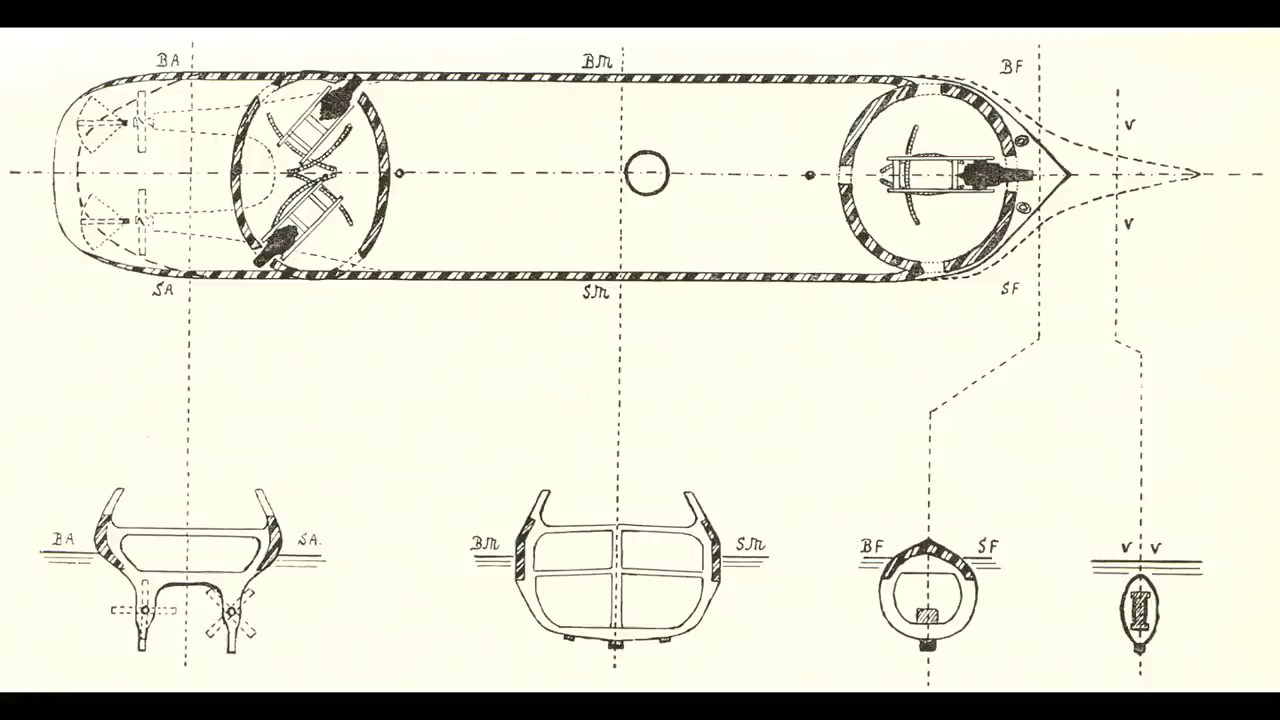 BA BM BF
V
V
SA SM SF
BA SA.
BM SM
BF SF
V V